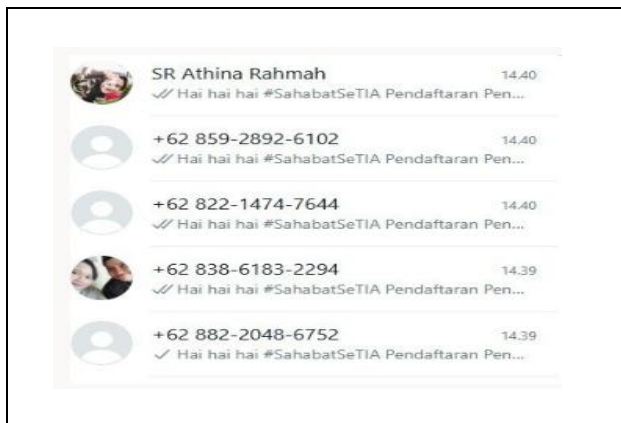 SR Athina Rahmah 14.40
Hai hai hai #SahabatSeTIA Pendaftaran Pen...
+62 859-2892-6102 14.40
Hai hai hai #SahabatSeTIA Pendaftaran Pen...
+62 822-1474-7644 14.40
Hai hai hai #SahabatSeTIA Pendaftaran Pen...
+62 838-6183-2294 14.39
Hai hai hai #SahabatSeTIA Pendaftaran Pen...
+62 882-2048-6752 14.39
Hai hai hai #SahabatSeTIA Pendaftaran Pen...